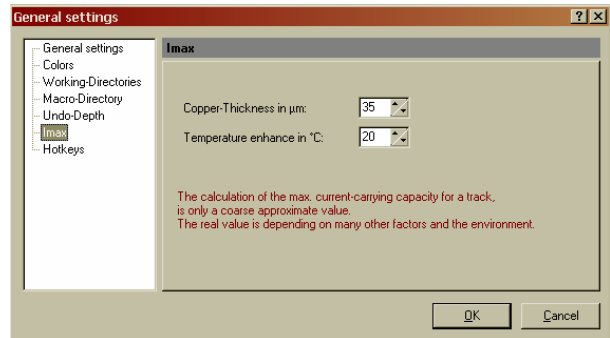 General settings
General settings
Colors
Working-Directories
Macro-Directory
Undo-Depth
Imax
Hotkeys
Imax
Copper-Thickness in µm: 35
Temperature enhance in °C: 20
The calculation of the max. current-carrying capacity for a track,
is only a coarse approximate value.
The real value is depending on many other factors and the environment.
OK Cancel